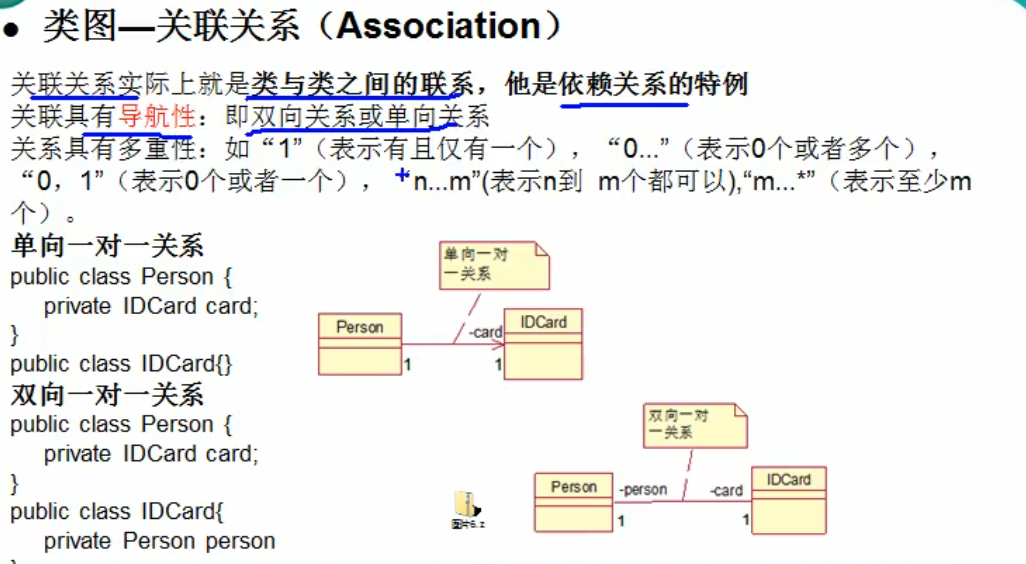 ● 类图—关联关系（Association）
关联关系实际上就是类与类之间的联系，他是依赖关系的特例
关联具有导航性：即双向关系或单向关系
关系具有多重性：如“1”（表示有且仅有一个），“0...”（表示0个或者多个），
“0，1”（表示0个或者一个），“n...m”(表示n到 m个都可以),“m...*”（表示至少m
个）。
单向一对一关系
public class Person {
private IDCard card;
}
public class IDCard{}
单向一对
一关系
Person
-card
IDCard
1
1
双向一对一关系
public class Person {
private IDCard card;
}
public class IDCard{
private Person person
双向一对
一关系
Person
-person
-card
IDCard
1
1
图片6.z